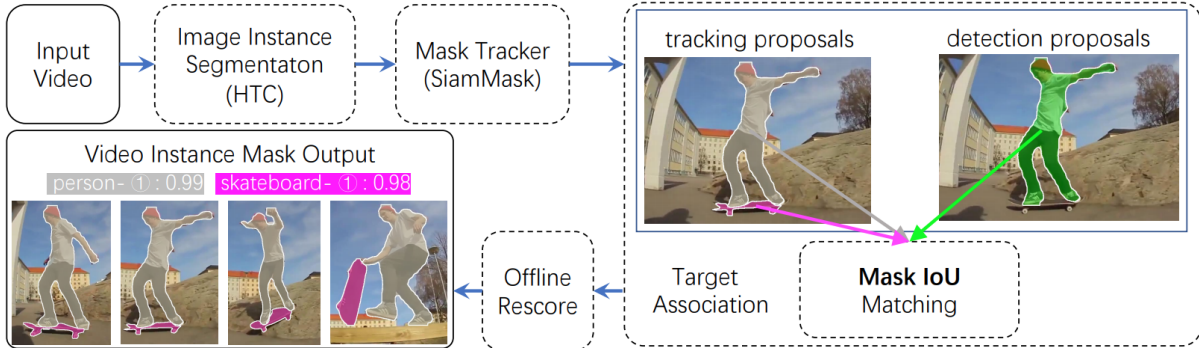 Input
Video
Image Instance
Segmentaton
(HTC)
Mask Tracker
(SiamMask)
tracking proposals
detection proposals
Mask IoU
Matching
Target
Association
Offline
Rescore
Video Instance Mask Output
person- ① : 0.99
skateboard- ① : 0.98